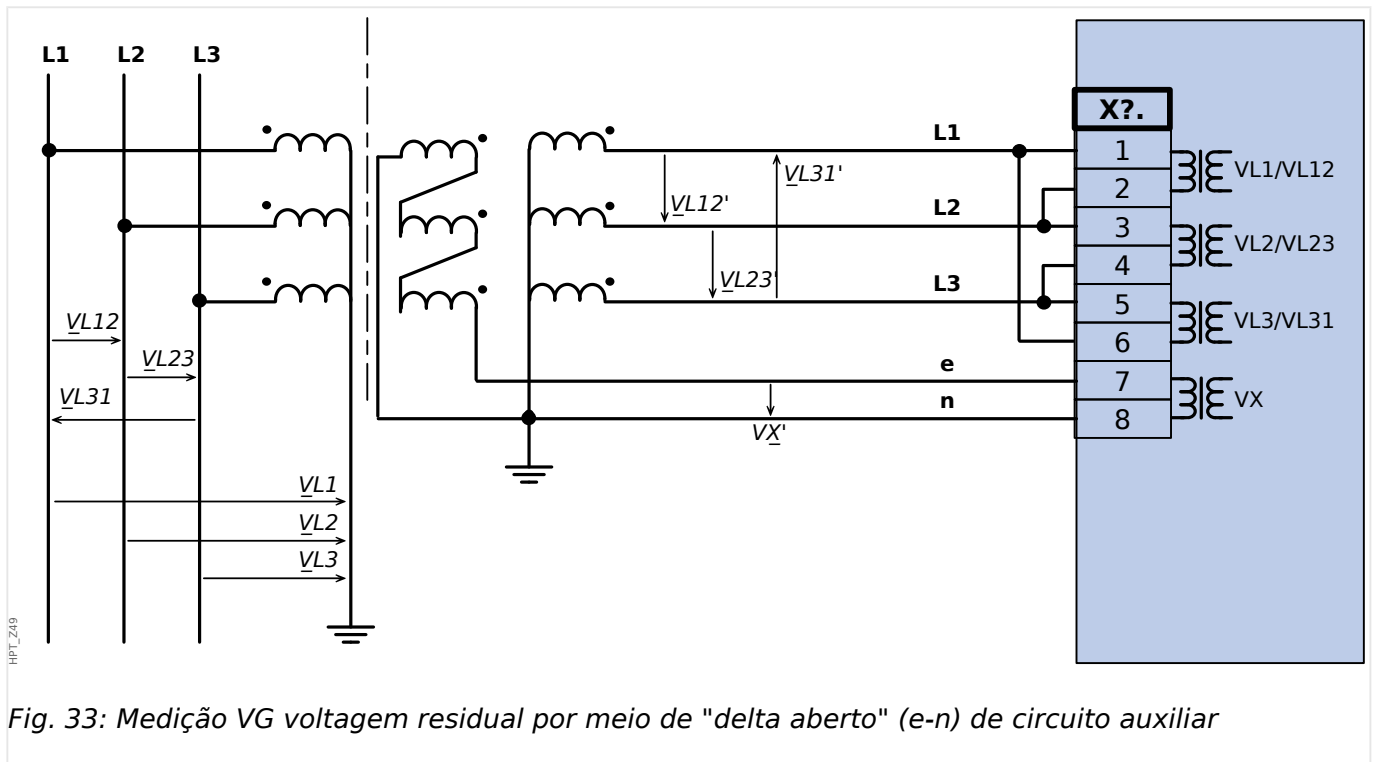 L1 L2 L3
X?.
L1
1
VL1/VL12
VL31'
2
VL12'
L2
3
VL2/VL23
4
VL23'
L3
5
VL3/VL31
VL12
6
VL23
e
7
VL31
n
VX
8
VX'
VL1
VL2
VL3
HPT_Z49
Fig. 33: Medição VG voltagem residual por meio de "delta aberto" (e-n) de circuito auxiliar